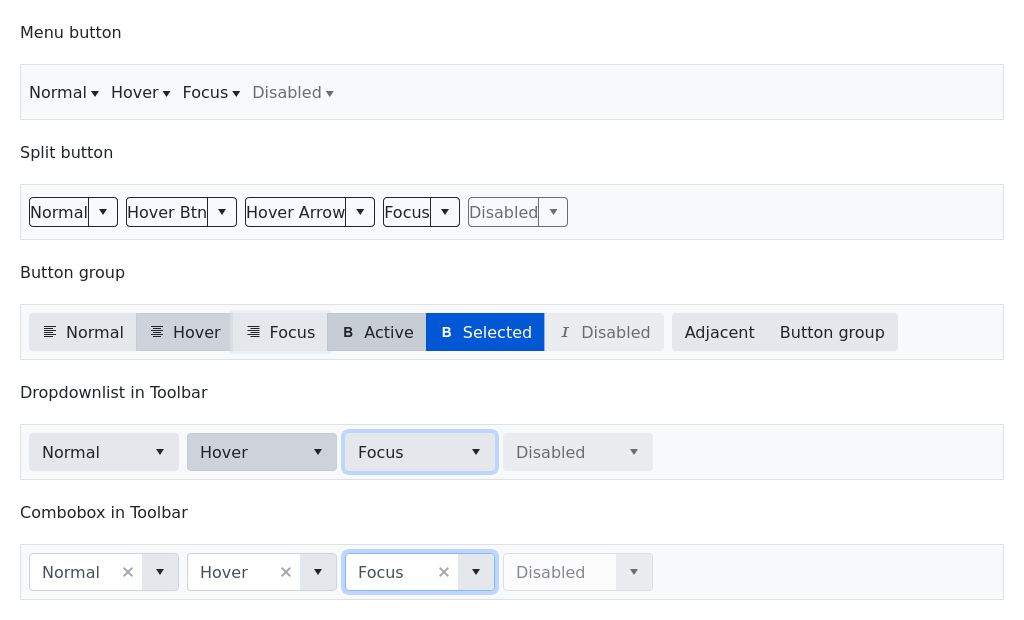 Menu button
Normal Hover Focus Disabled
Split button
Normal Hover Btn Hover Arrow Focus Disabled
Button group
Normal Hover Focus B Active B Selected I Disabled Adjacent Button group
Dropdownlist in Toolbar
Normal Hover Focus Disabled
Combobox in Toolbar
Normal Hover Focus Disabled